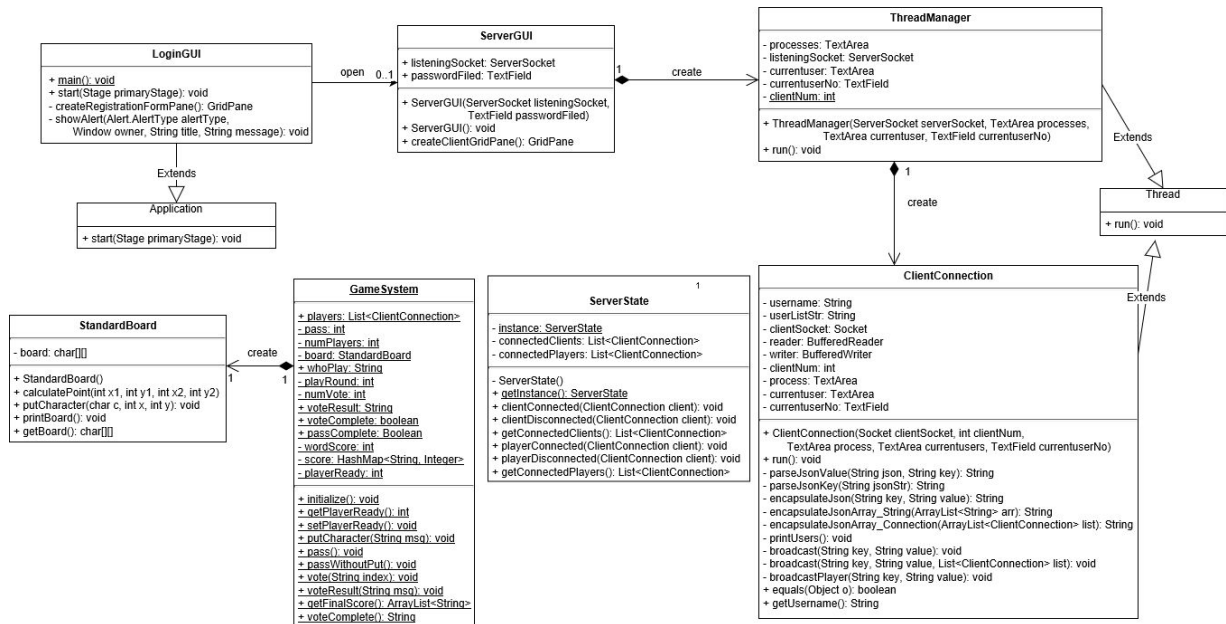 LoginGUI
+ main(): void
+ start(Stage primaryStage): void
- createRegistrationFormPane(): GridPane
- showAlert(Alert.AlertType alertType,
Window owner, String title, String message): void
open
0..1
ServerGUI
+ listeningSocket: ServerSocket
+ passwordFiled: TextField
+ ServerGUI(ServerSocket listeningSocket,
TextField passwordFiled)
+ ServerGUI(): void
+ createClientGridPane(): GridPane
1
create
ThreadManager
- processes: TextArea
- listeningSocket: ServerSocket
- currentuser: TextArea
- currentuserNo: TextField
- clientNum: int
+ ThreadManager(ServerSocket serverSocket, TextArea processes,
TextArea currentuser, TextField currentuserNo)
+ run(): void
Extends
Extends
1
create
Application
+ start(Stage primaryStage): void
Thread
+ run(): void
Extends
StandardBoard
- board: char[][]
+ StandardBoard()
+ calculatePoint(int x1, int y1, int x2, int y2)
+ putCharacter(char c, int x, int y): void
+ printBoard(): void
+ getBoard(): char[][]
create
1
1
GameSystem
+ players: List<ClientConnection>
- pass: int
- numPlayers: int
- board: StandardBoard
+ whoPlay: String
- playRound: int
- numVote: int
+ voteResult: String
+ voteComplete: boolean
+ passComplete: Boolean
- wordScore: int
- score: HashMap<String, Integer>
- playerReady: int
+ initialize(): void
+ getPlayerReady(): int
+ setPlayerReady(): void
+ putCharacter(String msg): void
+ pass(): void
+ passWithoutPut(): void
+ vote(String index): void
+ voteResult(String msg): void
+ getFinalScore(): ArrayList<String>
+ voteComplete(): String
1
ServerState
- instance: ServerState
- connectedClients: List<ClientConnection>
- connectedPlayers: List<ClientConnection>
- ServerState()
+ getInstance(): ServerState
+ clientConnected(ClientConnection client): void
+ clientDisconnected(ClientConnection client): void
+ getConnectedClients(): List<ClientConnection>
+ playerConnected(ClientConnection client): void
+ playerDisconnected(ClientConnection client): void
+ getConnectedPlayers(): List<ClientConnection>
ClientConnection
- username: String
- userListStr: String
- clientSocket: Socket
- reader: BufferedReader
- writer: BufferedWriter
- clientNum: int
- process: TextArea
- currentuser: TextArea
- currentuserNo: TextField
+ ClientConnection(Socket clientSocket, int clientNum,
TextArea process, TextArea currentusers, TextField currentuserNo)
+ run(): void
- parseJsonValue(String json, String key): String
- parseJsonKey(String jsonStr): String
- encapsulateJson(String key, String value): String
- encapsulateJsonArray_String(ArrayList<String> arr): String
- encapsulateJsonArray_Connection(ArrayList<ClientConnection> list): String
- printUsers(): void
- broadcast(String key, String value): void
- broadcast(String key, String value, List<ClientConnection> list): void
- broadcastPlayer(String key, String value): void
+ equals(Object o): boolean
+ getUsername(): String